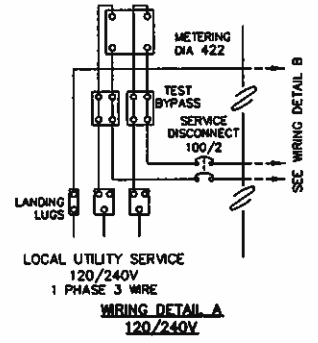 METERING
DIA 422
TEST
BYPASS
SERVICE
DISCONNECT
100/2
SEE WIRING DETAIL B
LANDING
LUGS
LOCAL UTILITY SERVICE
120/240V
1 PHASE 3 WIRE
WIRING DETAIL A
120/240V